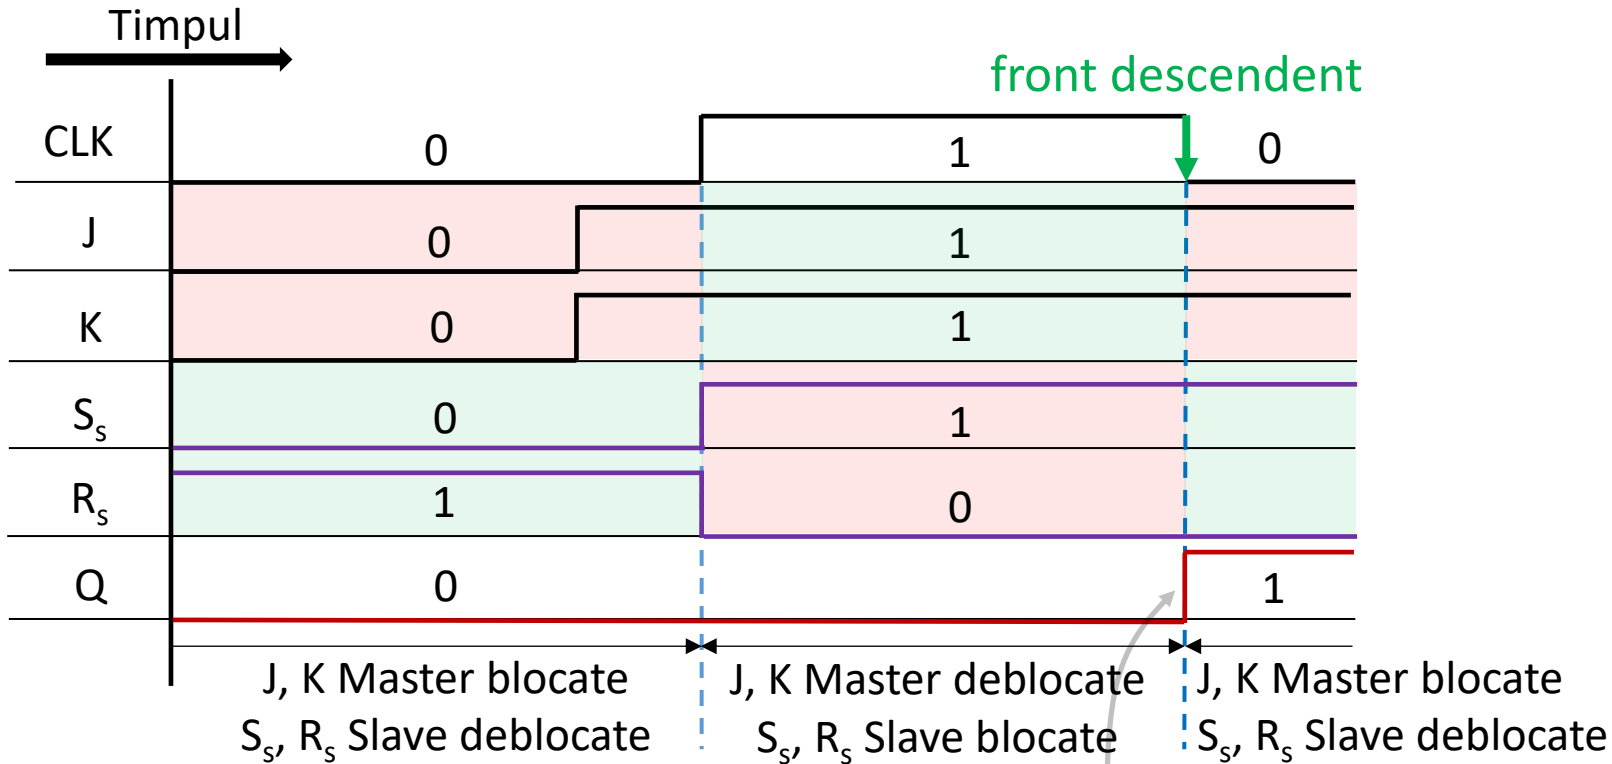 Timpul
front descendent
CLK 0 1 0
J 0 1
K 0 1
Ss 0 1
Rs 1 0
Q 0 1
J, K Master blocate J, K Master deblocate J, K Master blocate
Ss, Rs Slave deblocate Ss, Rs Slave blocate Ss, Rs Slave deblocate